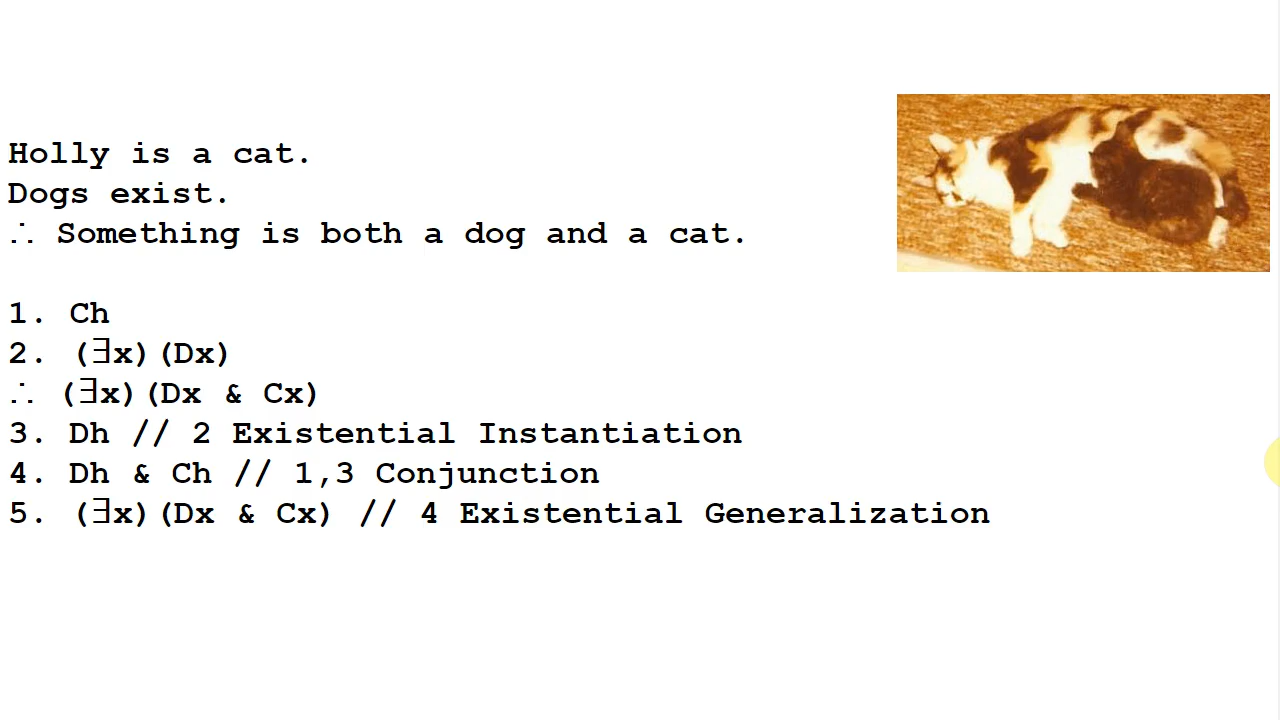 Holly is a cat.
Dogs exist.
∴ Something is both a dog and a cat.
1. Ch
2. (∃x)(Dx)
∴ (∃x)(Dx & Cx)
3. Dh // 2 Existential Instantiation
4. Dh & Ch // 1,3 Conjunction
5. (∃x)(Dx & Cx) // 4 Existential Generalization